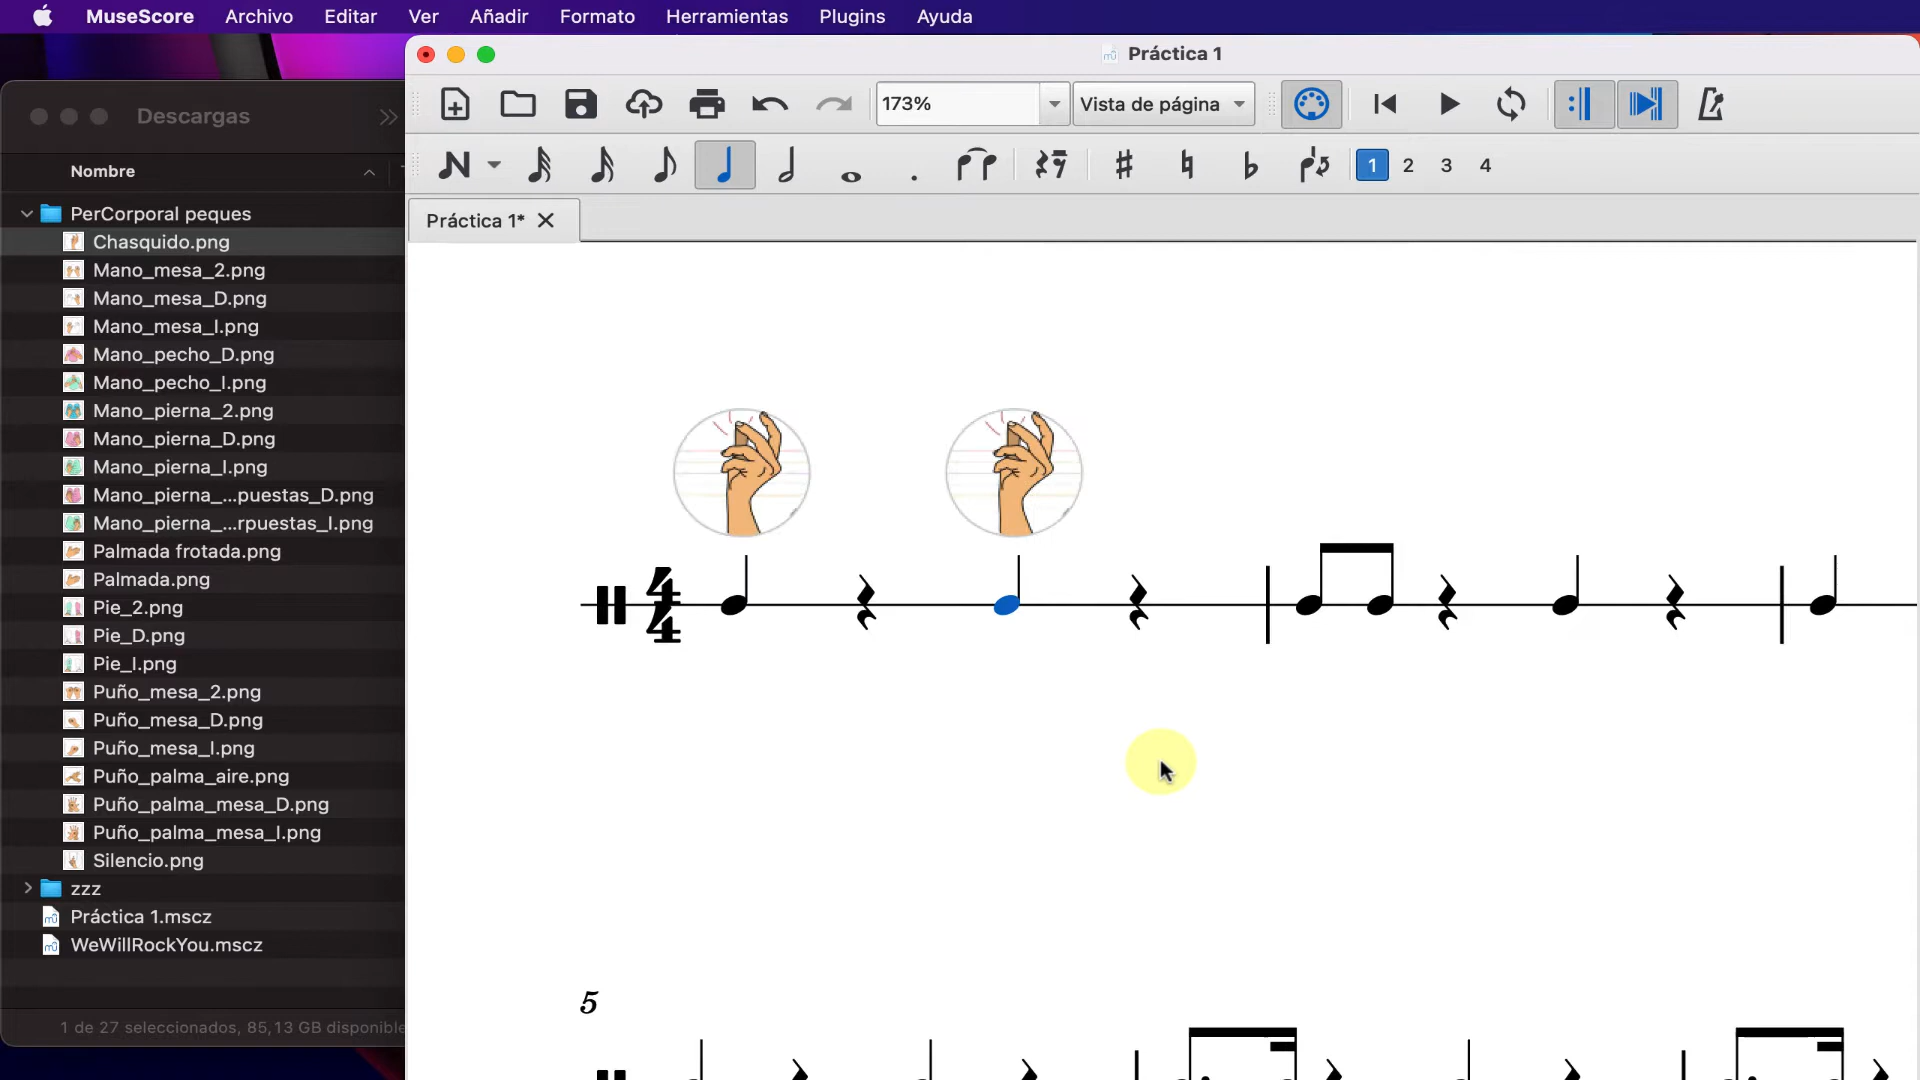 MuseScore Archivo Editar Ver Añadir Formato Herramientas Plugins Ayuda
Práctica 1
Descargas
173%
Vista de página
1 2 3 4
Práctica 1*
Nombre
PerCorporal peques
Chasquido.png
Mano_mesa_2.png
Mano_mesa_D.png
Mano_mesa_I.png
Mano_pecho_D.png
Mano_pecho_I.png
Mano_pierna_2.png
Mano_pierna_D.png
Mano_pierna_I.png
Mano_pierna_...puestas_D.png
Mano_pierna_...rpuestas_I.png
Palmada frotada.png
Palmada.png
Pie_2.png
Pie_D.png
Pie_I.png
Puño_mesa_2.png
Puño_mesa_D.png
Puño_mesa_I.png
Puño_palma_aire.png
Puño_palma_mesa_D.png
Puño_palma_mesa_I.png
Silencio.png
zzz
Práctica 1.mscz
WeWillRockYou.mscz
1 de 27 seleccionados, 85,13 GB disponible
4
4
5